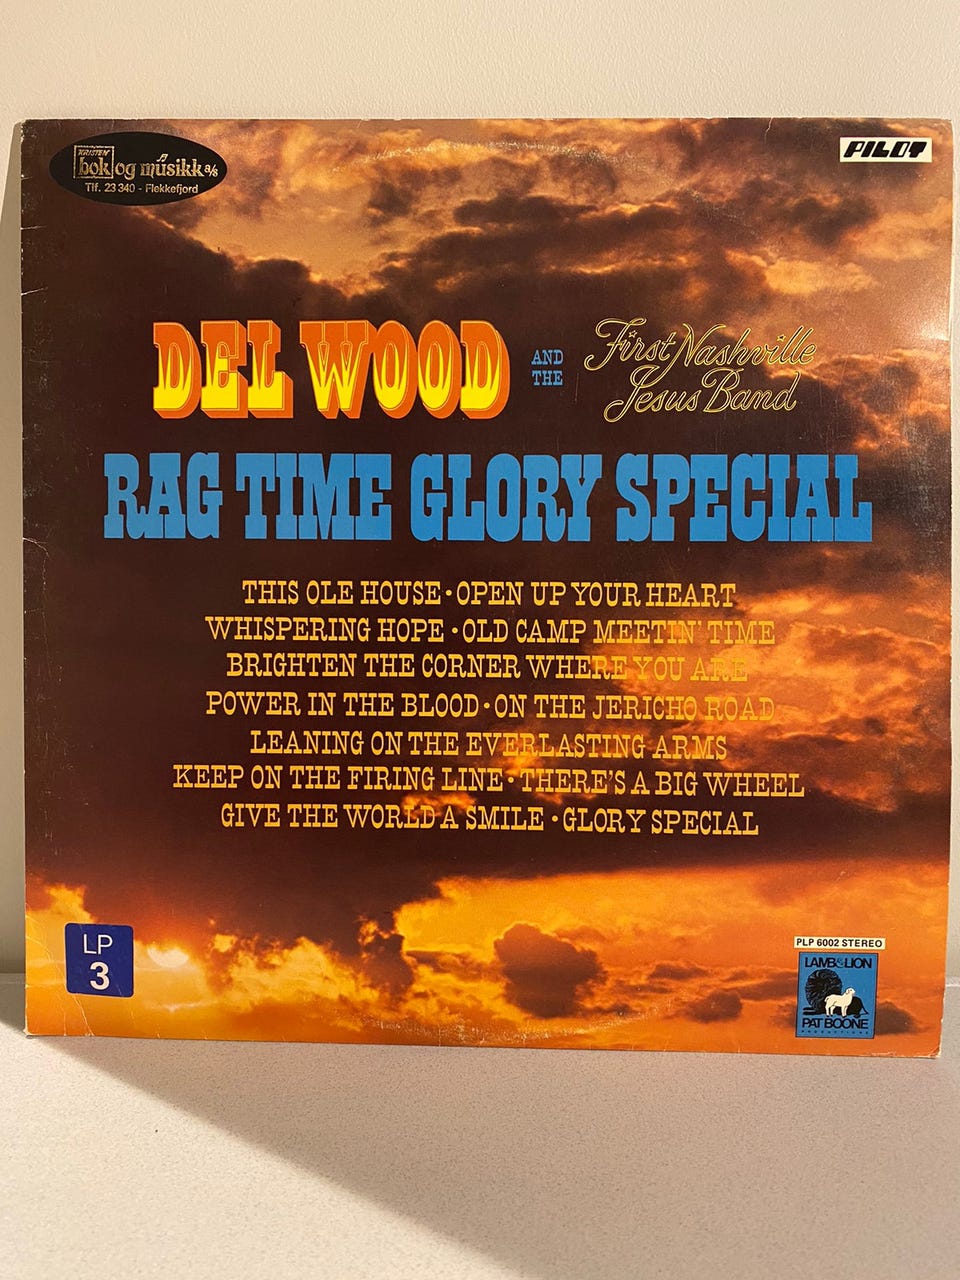 KRISTEN
bok og musikk a/s
Tlf. 23 340 - Flekkefjord
PILOT
DEL WOOD AND THE First Nashville Jesus Band
RAG TIME GLORY SPECIAL
THIS OLE HOUSE • OPEN UP YOUR HEART
WHISPERING HOPE • OLD CAMP MEETIN' TIME
BRIGHTEN THE CORNER WHERE YOU ARE
POWER IN THE BLOOD • ON THE JERICHO ROAD
LEANING ON THE EVERLASTING ARMS
KEEP ON THE FIRING LINE • THERE'S A BIG WHEEL
GIVE THE WORLD A SMILE • GLORY SPECIAL
LP
3
PLP 6002 STEREO
LAMB & LION
PAT BOONE
PRODUCTIONS